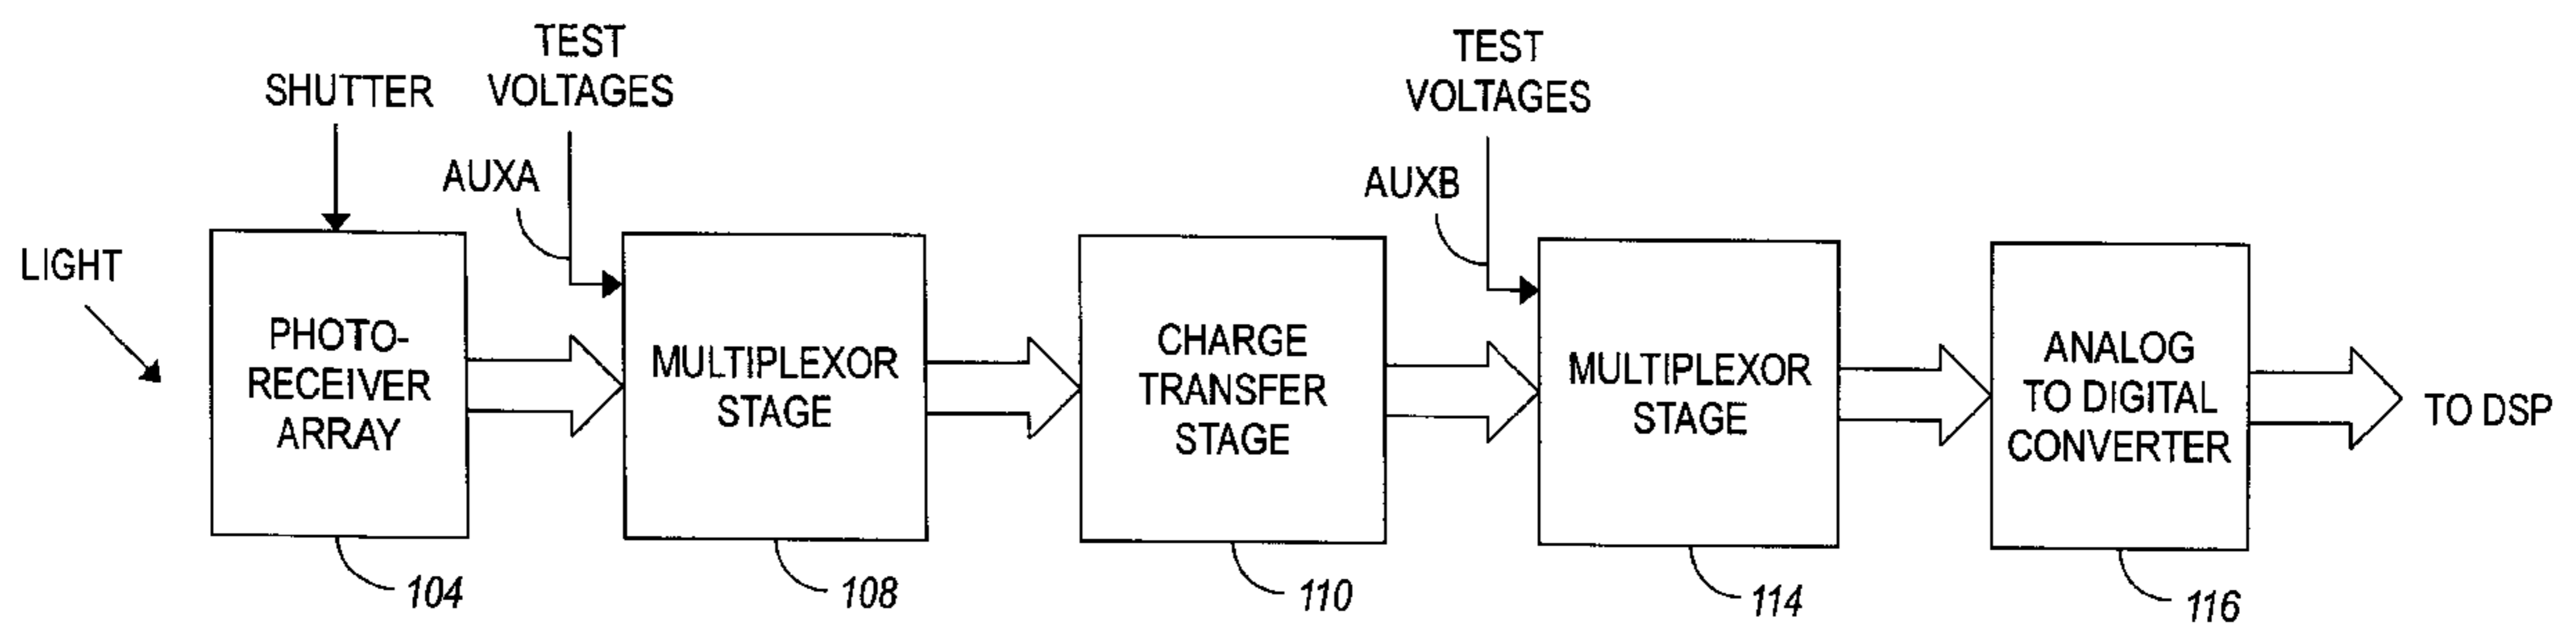 SHUTTER
TEST
VOLTAGES
AUXA
TEST
VOLTAGES
AUXB
LIGHT
PHOTO-
RECEIVER
ARRAY
MULTIPLEXOR
STAGE
CHARGE
TRANSFER
STAGE
MULTIPLEXOR
STAGE
ANALOG
TO DIGITAL
CONVERTER
TO DSP
104
108
110
114
116